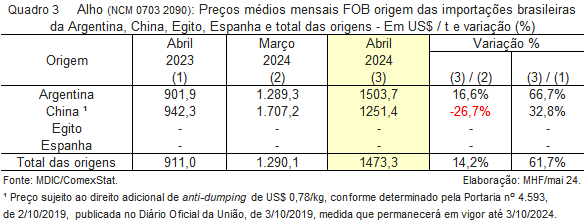 Quadro 3 Alho (NCM 0703 2090): Preços médios mensais FOB origem das importações brasileiras
da Argentina, China, Egito, Espanha e total das origens - Em US$ / t e variação (%)
Origem Abril 2023 (1) Março 2024 (2) Abril 2024 (3) Variação %
(3) / (2) (3) / (1)
Argentina 901,9 1.289,3 1503,7 16,6% 66,7%
China ¹ 942,3 1.707,2 1251,4 -26,7% 32,8%
Egito - - - - -
Espanha - - - - -
Total das origens 911,0 1.290,1 1473,3 14,2% 61,7%
Fonte: MDIC/ComexStat. Elaboração: MHF/mai 24.
¹ Preço sujeito ao direito adicional de anti-dumping de US$ 0,78/kg, conforme determinado pela Portaria nº 4.593,
de 2/10/2019, publicada no Diário Oficial da União, de 3/10/2019, medida que permanecerá em vigor até 3/10/2024.